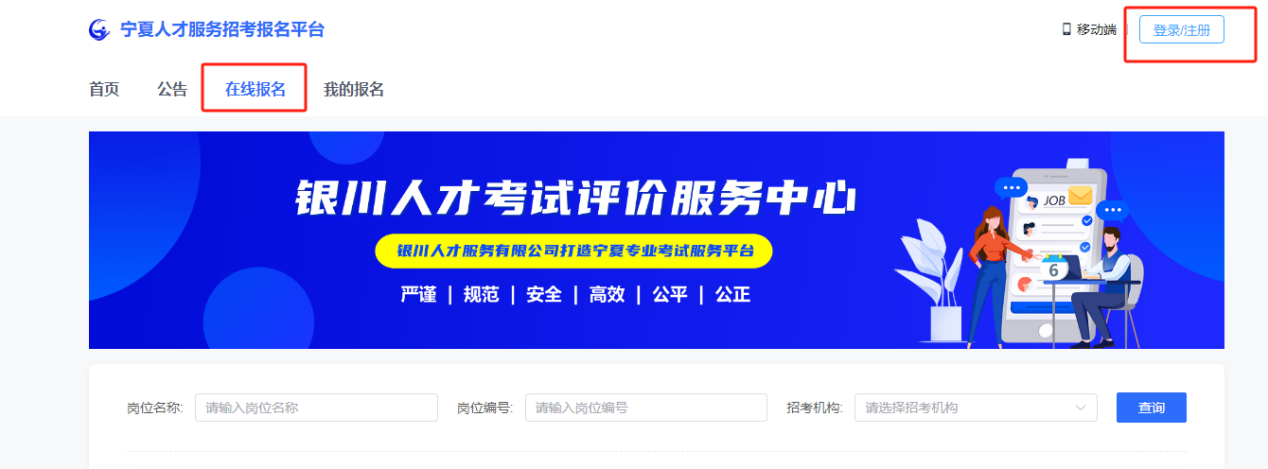 宁夏人才服务招考报名平台
移动端
登录/注册
首页 公告 在线报名 我的报名
银川人才考试评价服务中心
银川人才服务有限公司打造宁夏专业考试服务平台
严谨 | 规范 | 安全 | 高效 | 公平 | 公正
JOB
6
岗位名称: 请输入岗位名称 岗位编号: 请输入岗位编号 招考机构: 请选择招考机构 查询